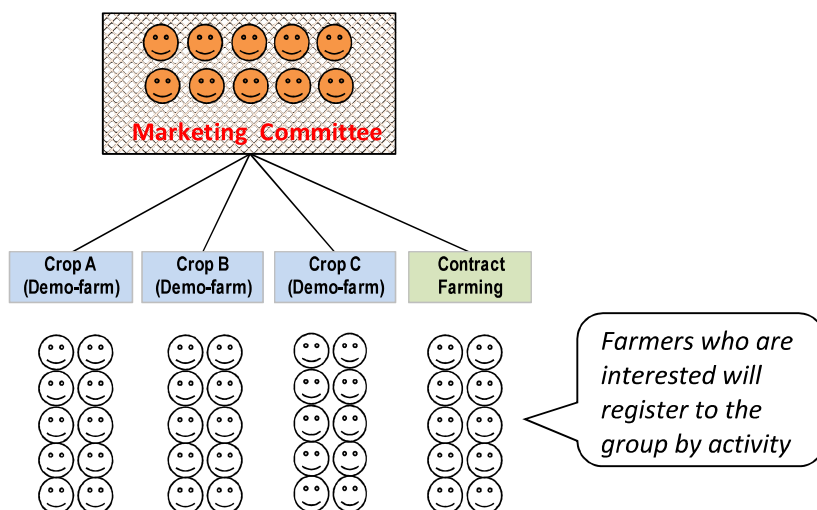 Marketing Committee
Crop A
(Demo-farm)
Crop B
(Demo-farm)
Crop C
(Demo-farm)
Contract
Farming
Farmers who are
interested will
register to the
group by activity